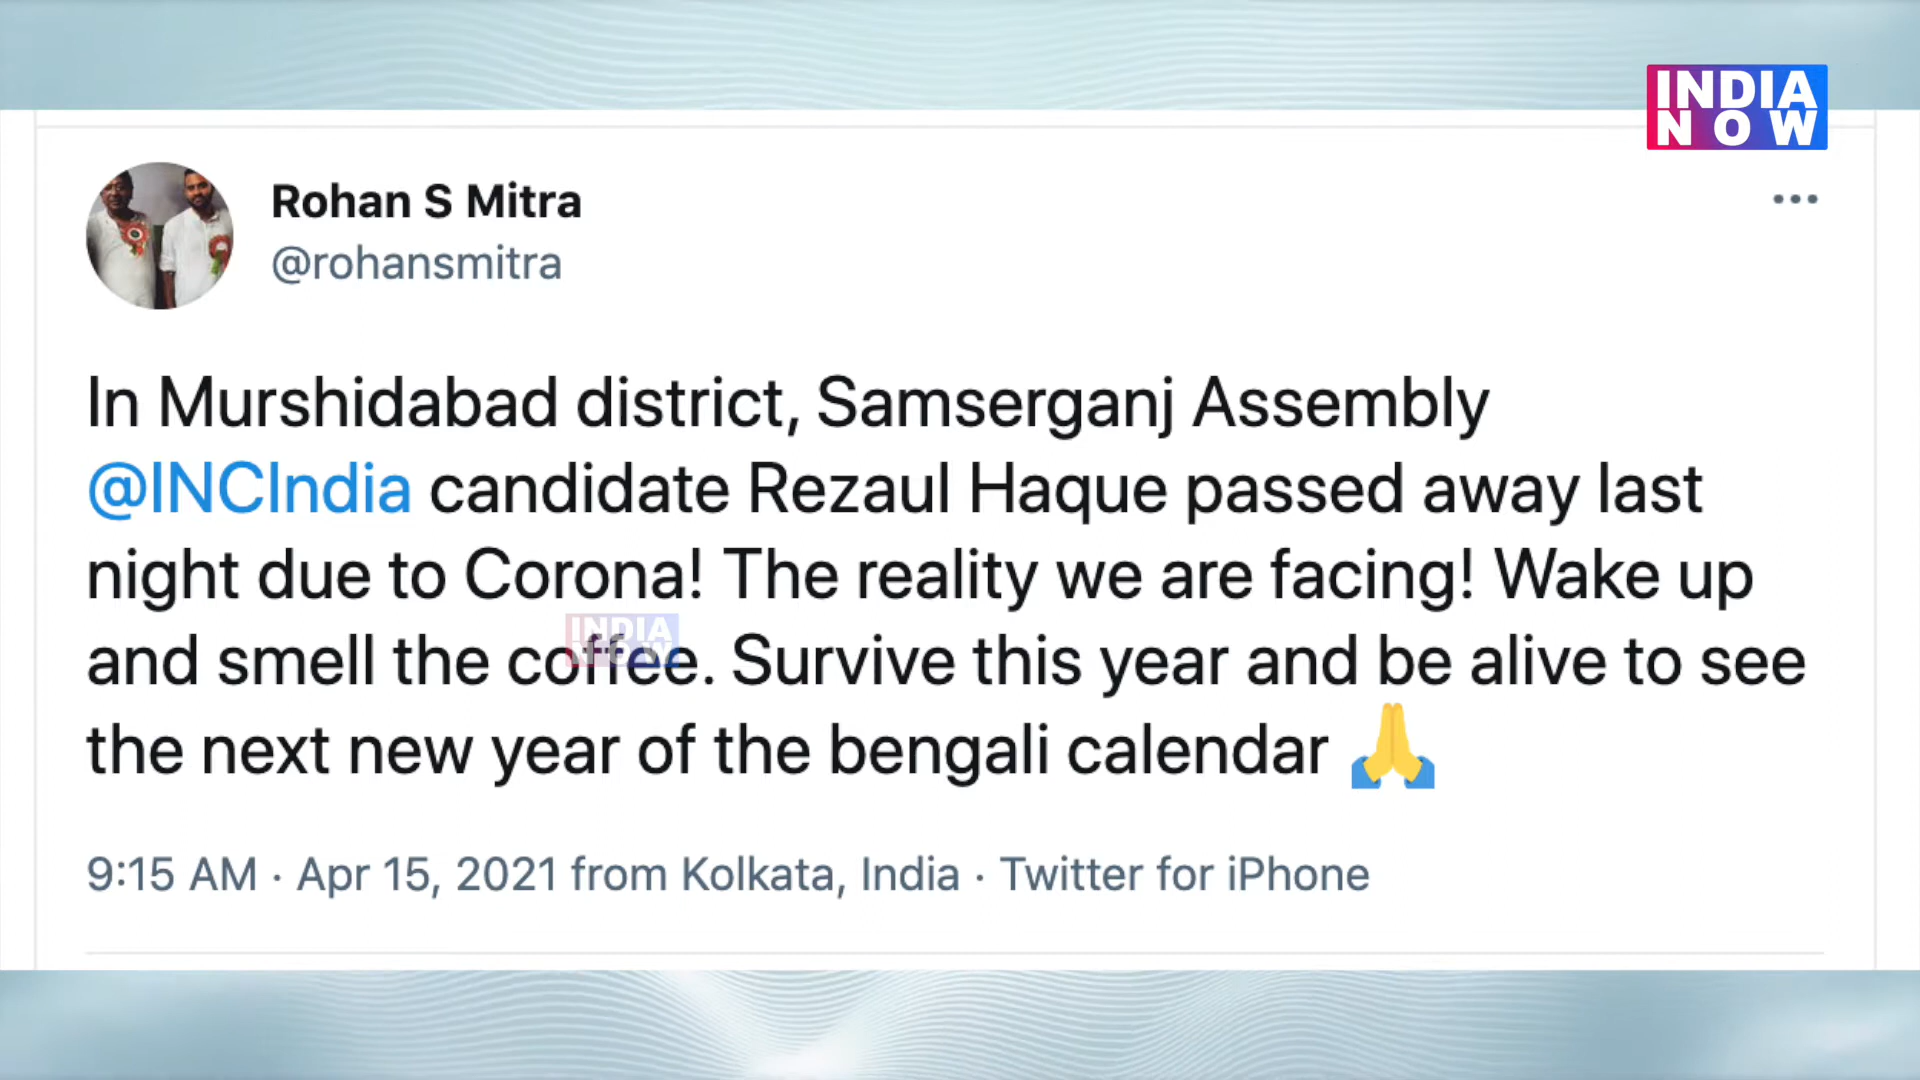 INDIA
NOW
Rohan S Mitra
@rohansmitra
In Murshidabad district, Samserganj Assembly
@INCIndia candidate Rezaul Haque passed away last
night due to Corona! The reality we are facing! Wake up
and smell the coffee. Survive this year and be alive to see
the next new year of the bengali calendar 🙏
INDIA
NOW
9:15 AM · Apr 15, 2021 from Kolkata, India · Twitter for iPhone